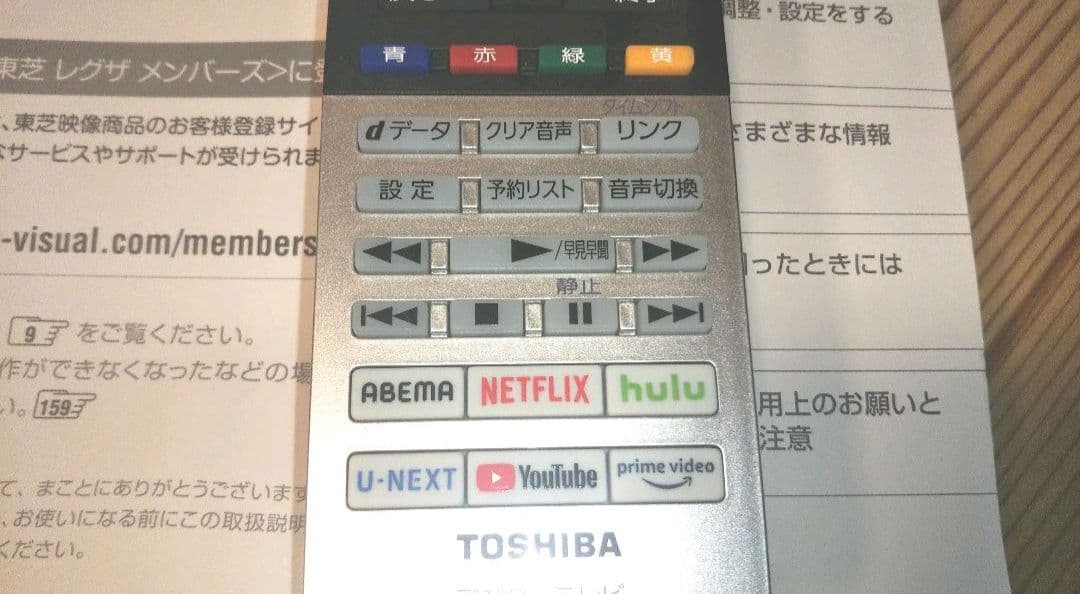 調整・設定をする
青 赤 緑 黄
東芝 レグザ メンバーズ>に
タイムシフト
dデータ クリア音声 リンク
、東芝映像商品のお客様登録サイ
さまざまな情報
なサービスやサポートが受けられま
設定 予約リスト 音声切換
-visual.com/members
/早見早聞
ったときには
静止
9 をご覧ください。
作ができなくなったなどの場
い。159
ABEMA NETFLIX hulu
用上のお願いと
注意
U-NEXT YouTube prime video
て、まことにありがとうございます
、お使いになる前にこの取扱説明
ください。
TOSHIBA